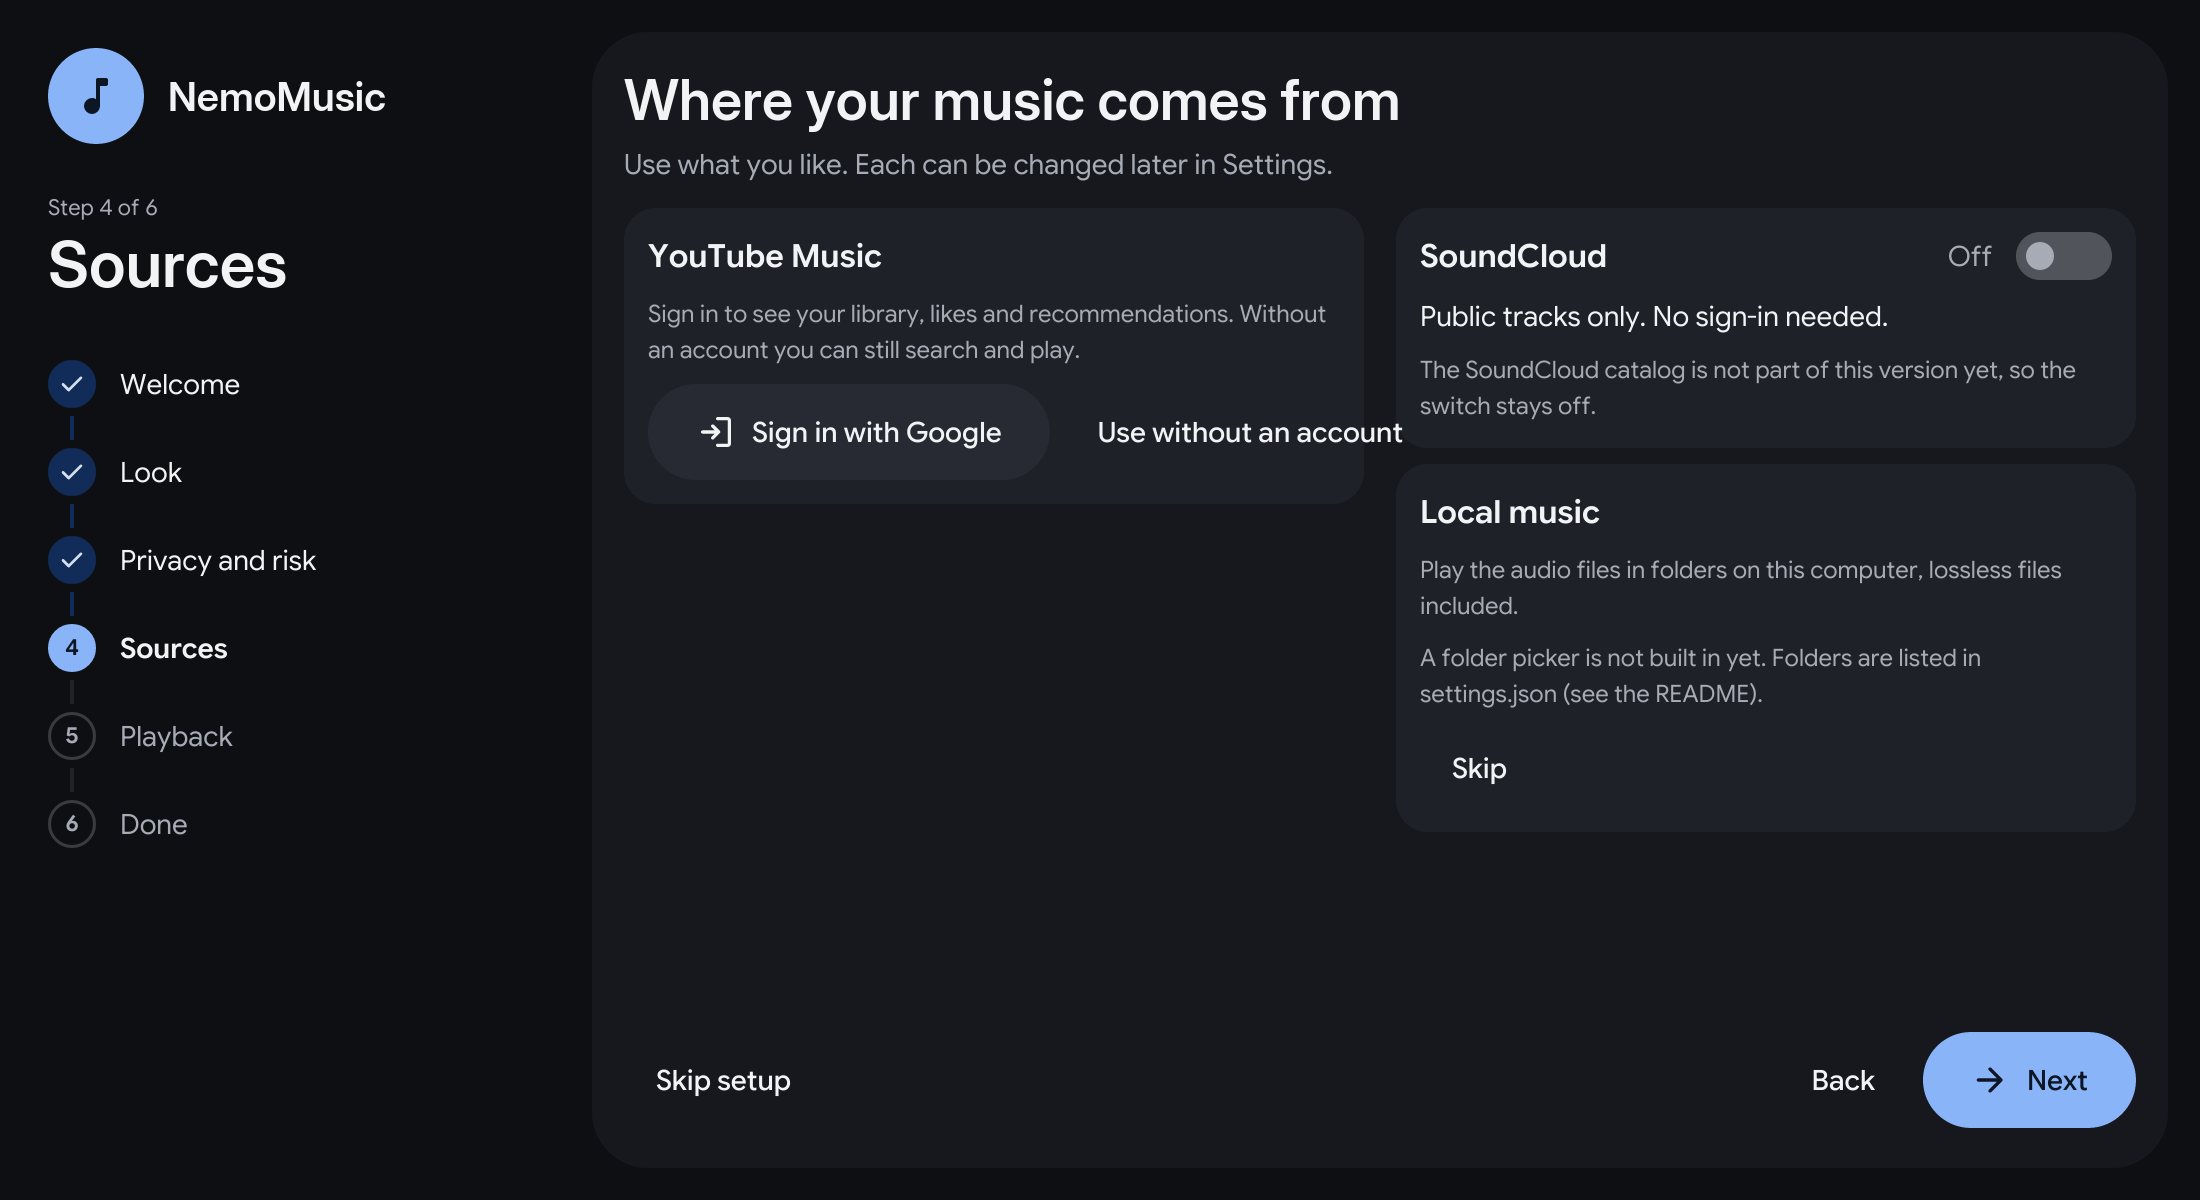 NemoMusic
Step 4 of 6
Sources
Welcome
Look
Privacy and risk
4 Sources
5 Playback
6 Done
Where your music comes from
Use what you like. Each can be changed later in Settings.
YouTube Music
Sign in to see your library, likes and recommendations. Without
an account you can still search and play.
Sign in with Google
Use without an account
SoundCloud
Off
Public tracks only. No sign-in needed.
The SoundCloud catalog is not part of this version yet, so the
switch stays off.
Local music
Play the audio files in folders on this computer, lossless files
included.
A folder picker is not built in yet. Folders are listed in
settings.json (see the README).
Skip
Skip setup
Back
Next